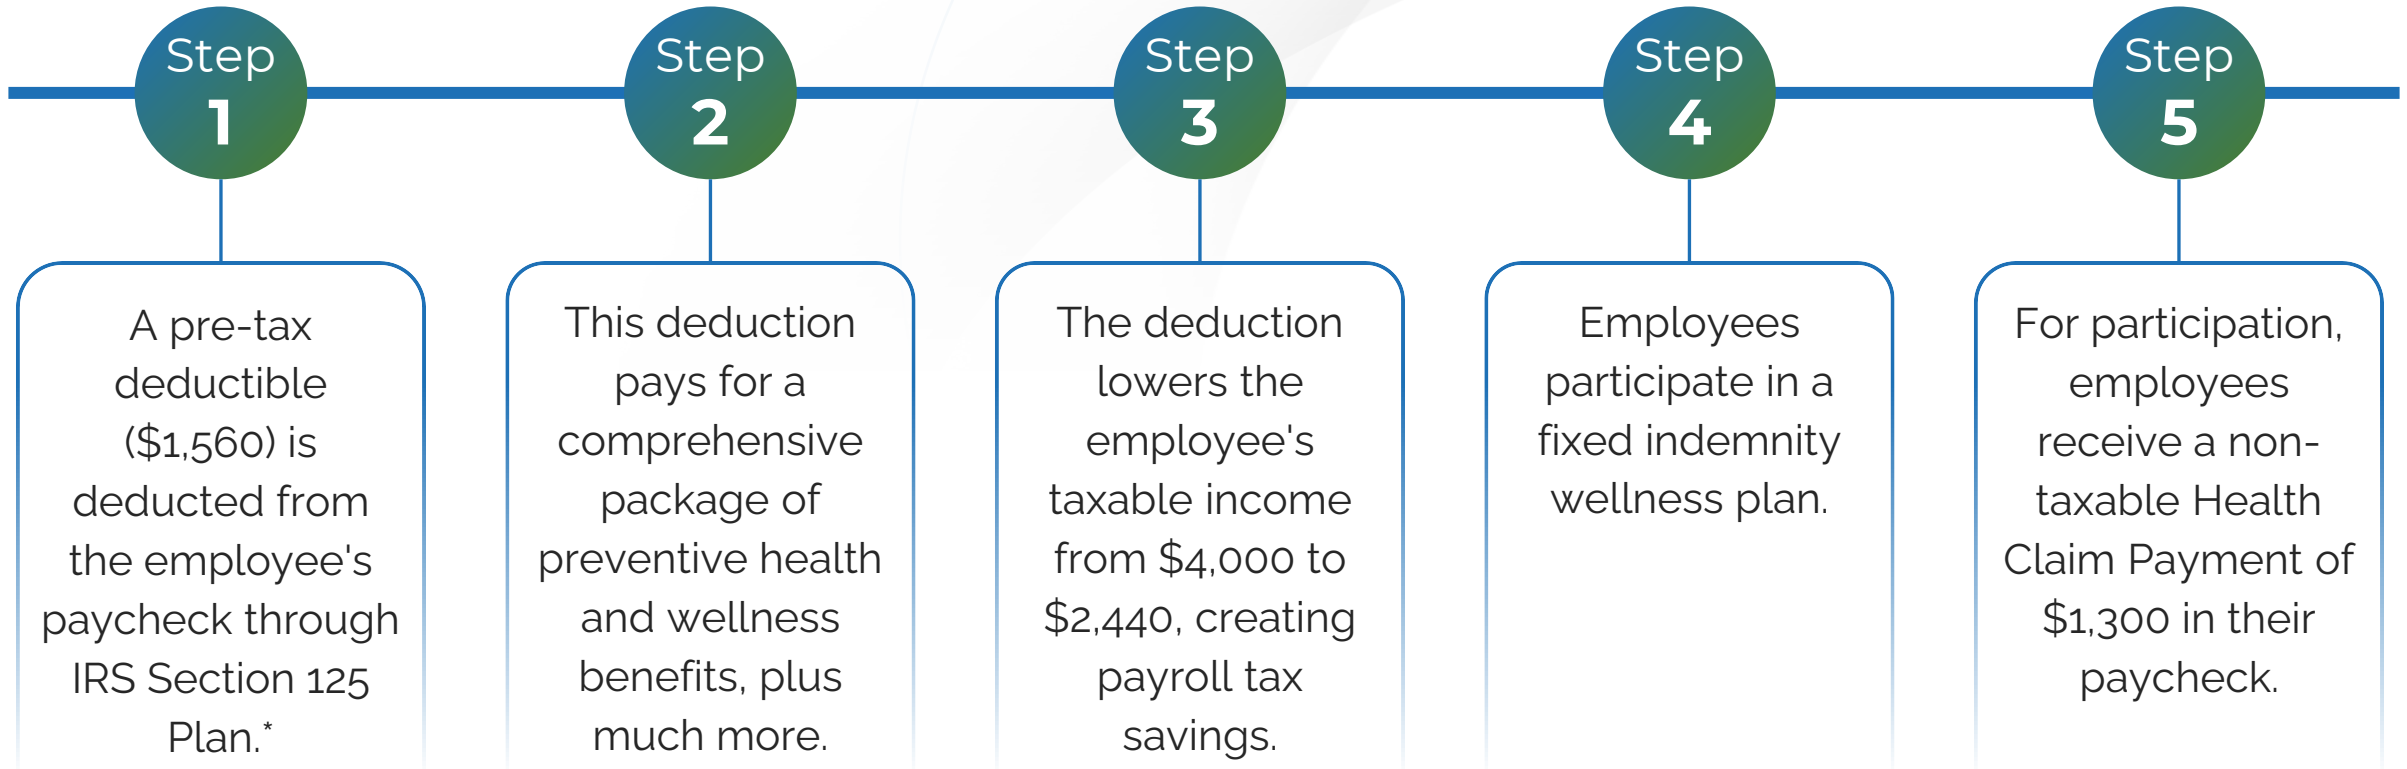 Step
1
A pre-tax
deductible
($1,560) is
deducted from
the employee's
paycheck through
IRS Section 125
Plan.*
Step
2
This deduction
pays for a
comprehensive
package of
preventive health
and wellness
benefits, plus
much more.
Step
3
The deduction
lowers the
employee's
taxable income
from $4,000 to
$2,440, creating
payroll tax
savings.
Step
4
Employees
participate in a
fixed indemnity
wellness plan.
Step
5
For participation,
employees
receive a non-
taxable Health
Claim Payment of
$1,300 in their
paycheck.